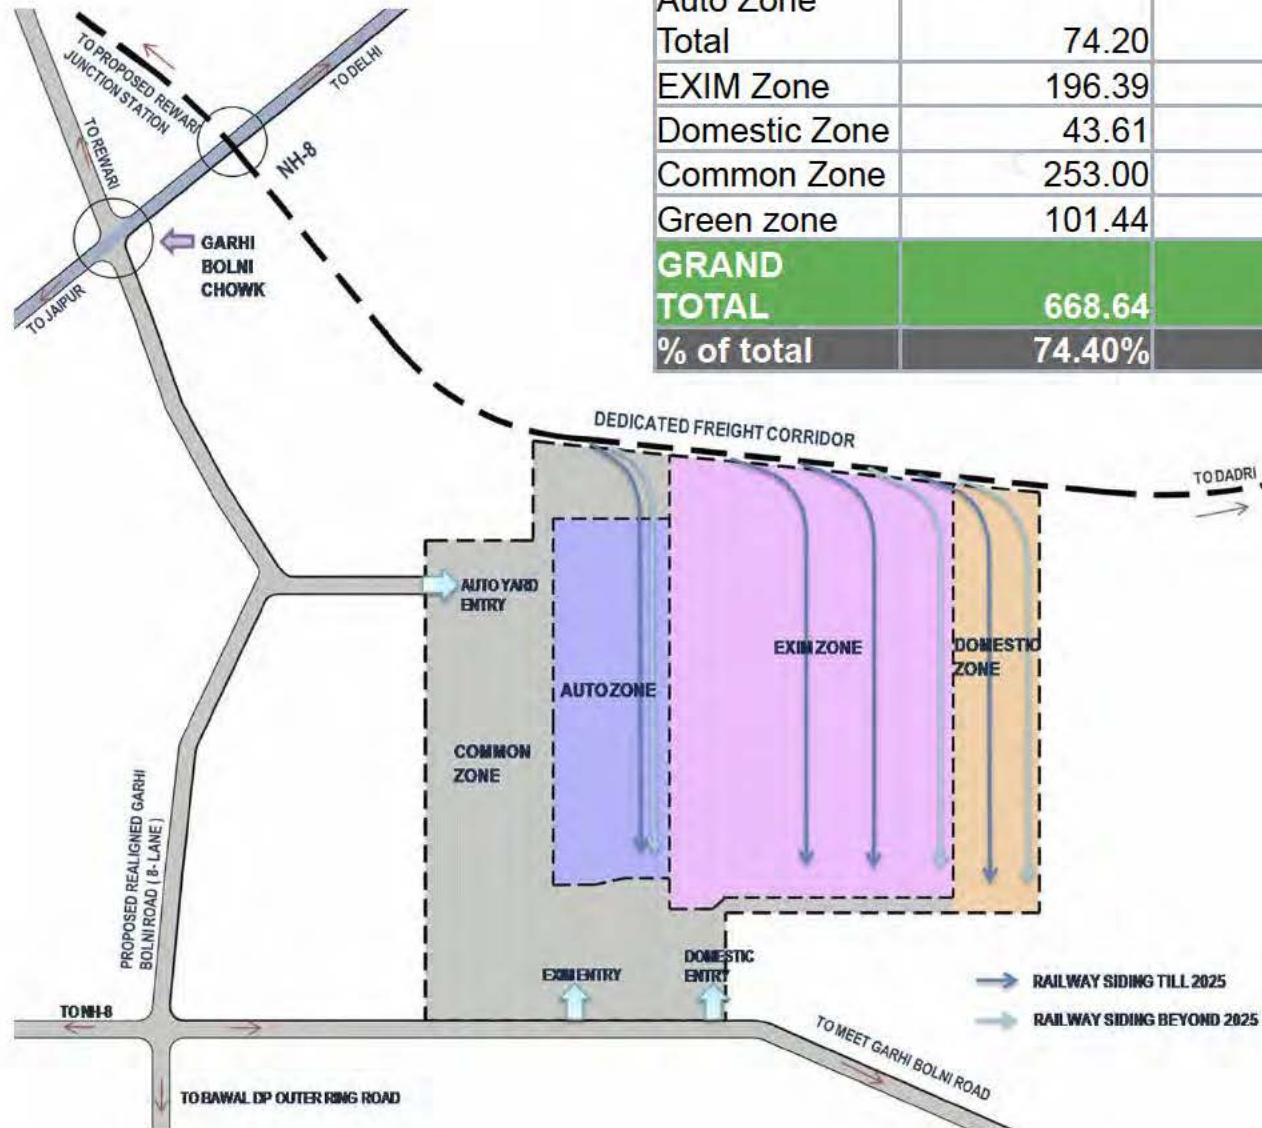 Auto Zone
Total 74.20
EXIM Zone 196.39
Domestic Zone 43.61
Common Zone 253.00
Green zone 101.44
GRAND
TOTAL 668.64
% of total 74.40%
TO PROPOSED REWARI
JUNCTION STATION
TO DELHI
TO REWARI
NH-8
GARHI
BOLNI
CHOWK
TO JAIPUR
DEDICATED FREIGHT CORRIDOR
TO DADRI
AUTO YARD
ENTRY
EXIM ZONE
DOMESTIC
ZONE
AUTO ZONE
COMMON
ZONE
PROPOSED REALIGNED GARHI
BOLNI ROAD ( 8- LANE )
EXIM ENTRY
DOMESTIC
ENTRY
RAILWAY SIDING TILL 2025
RAILWAY SIDING BEYOND 2025
TO NH-8
TO MEET GARHI BOLNI ROAD
TO BAWAL DP OUTER RING ROAD